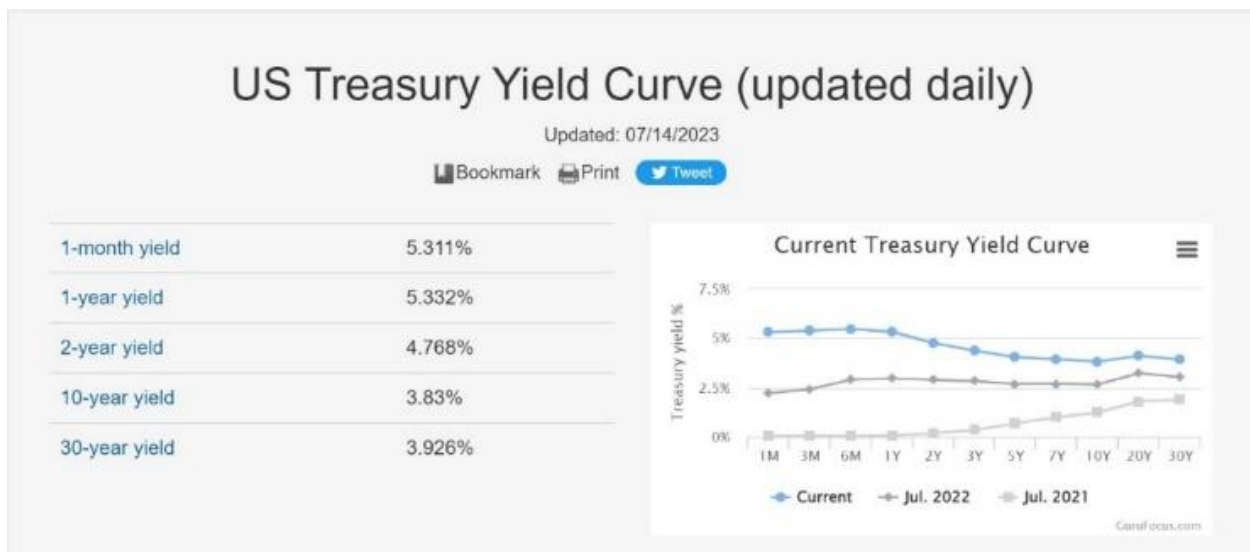 US Treasury Yield Curve (updated daily)
Updated: 07/14/2023
Bookmark Print Tweet
1-month yield 5.311%
1-year yield 5.332%
2-year yield 4.768%
10-year yield 3.83%
30-year yield 3.926%
Current Treasury Yield Curve
Treasury yield %
7.5%
5%
2.5%
0%
1M 3M 6M 1Y 2Y 3Y 5Y 7Y 10Y 20Y 30Y
Current Jul. 2022 Jul. 2021
GuruFocus.com